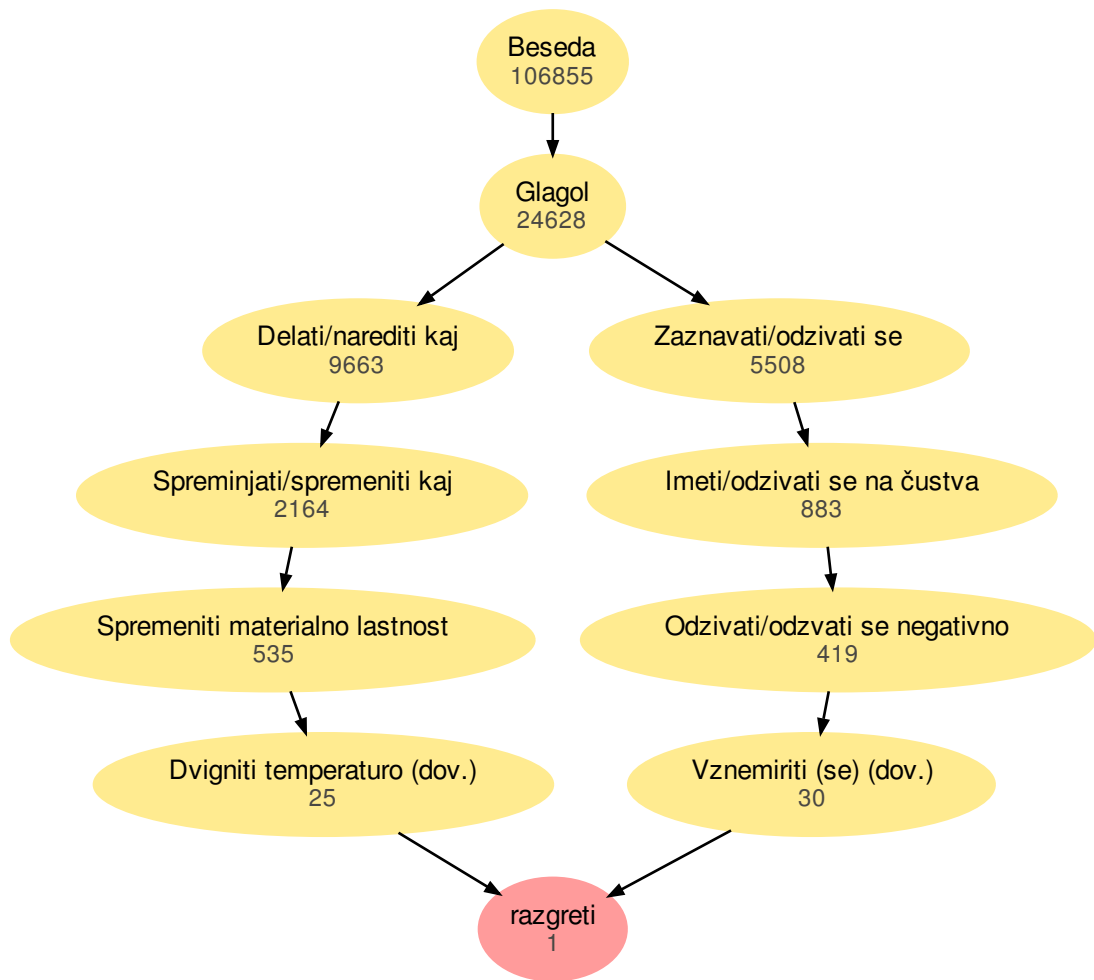 Beseda
106855
Glagol
24628
Delati/narediti kaj
9663
Zaznavati/odzivati se
5508
Spreminjati/spremeniti kaj
2164
Imeti/odzivati se na čustva
883
Spremeniti materialno lastnost
535
Odzivati/odzvati se negativno
419
Dvigniti temperaturo (dov.)
25
Vznemiriti (se) (dov.)
30
razgreti
1